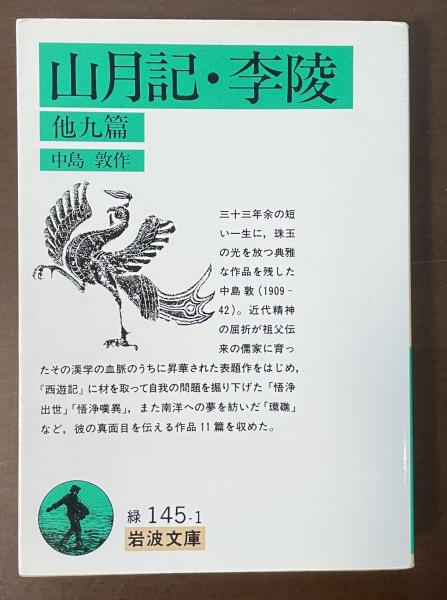 山月記・李陵
他九篇
中島 敦作
三十三年余の短
い一生に，珠玉
の光を放つ典雅
な作品を残した
中島敦(1909－
42)。近代精神
の屈折が祖父伝
来の儒家に育っ
たその漢学の血脈のうちに昇華された表題作をはじめ，
『西遊記』に材を取って自我の問題を掘り下げた「悟浄
出世」「悟浄嘆異」，また南洋への夢を紡いだ「環礁」
など，彼の真面目を伝える作品11篇を収めた。
緑 145-1
岩波文庫